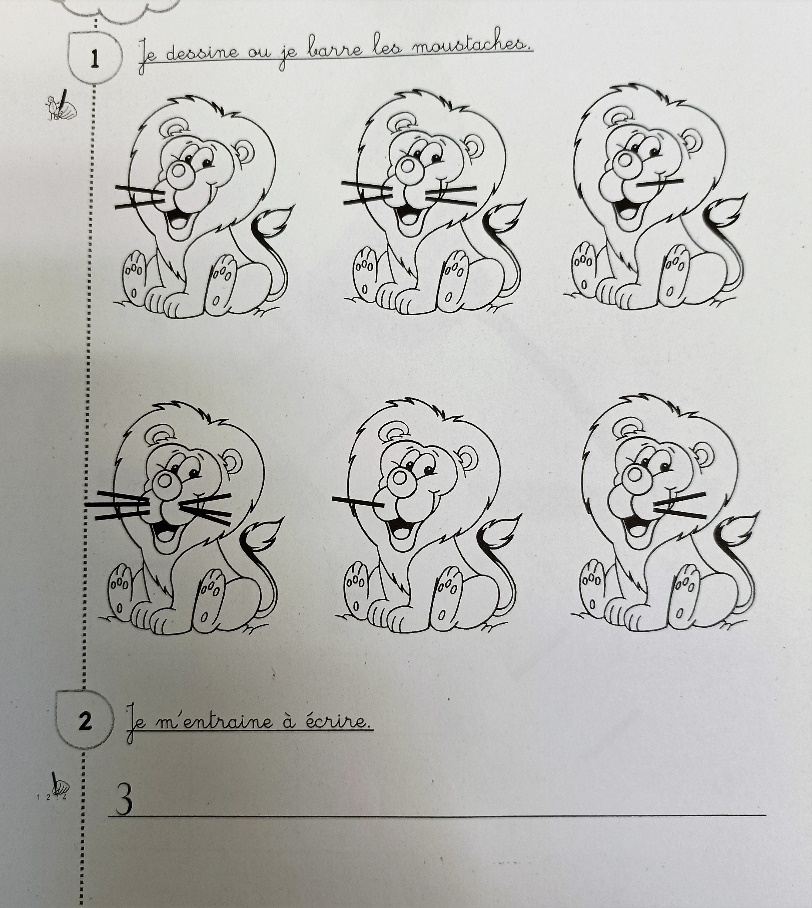 1
Je dessine ou je barre les moustaches.
2
Je m'entraine à écrire.
3